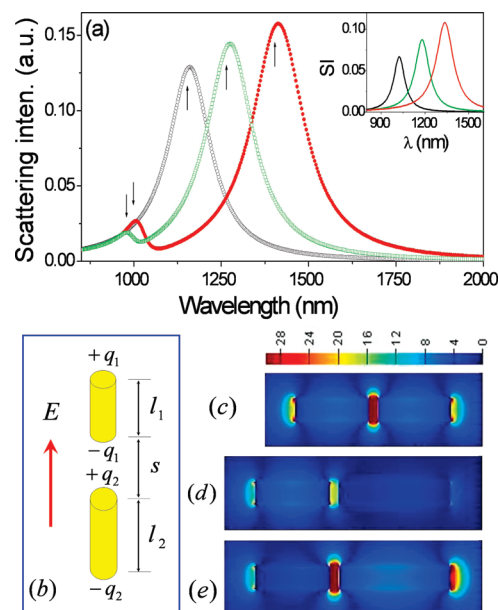 (a)
Scattering inten. (a.u.)
0.15
0.10
0.05
0.00
1000
1250
1500
1750
2000
Wavelength (nm)
SI
0.10
0.05
0.00
900
1200
1600
λ (nm)
E
+q1
l1
−q1
s
+q2
l2
−q2
(b)
28
24
20
16
12
8
4
0
(c)
(d)
(e)